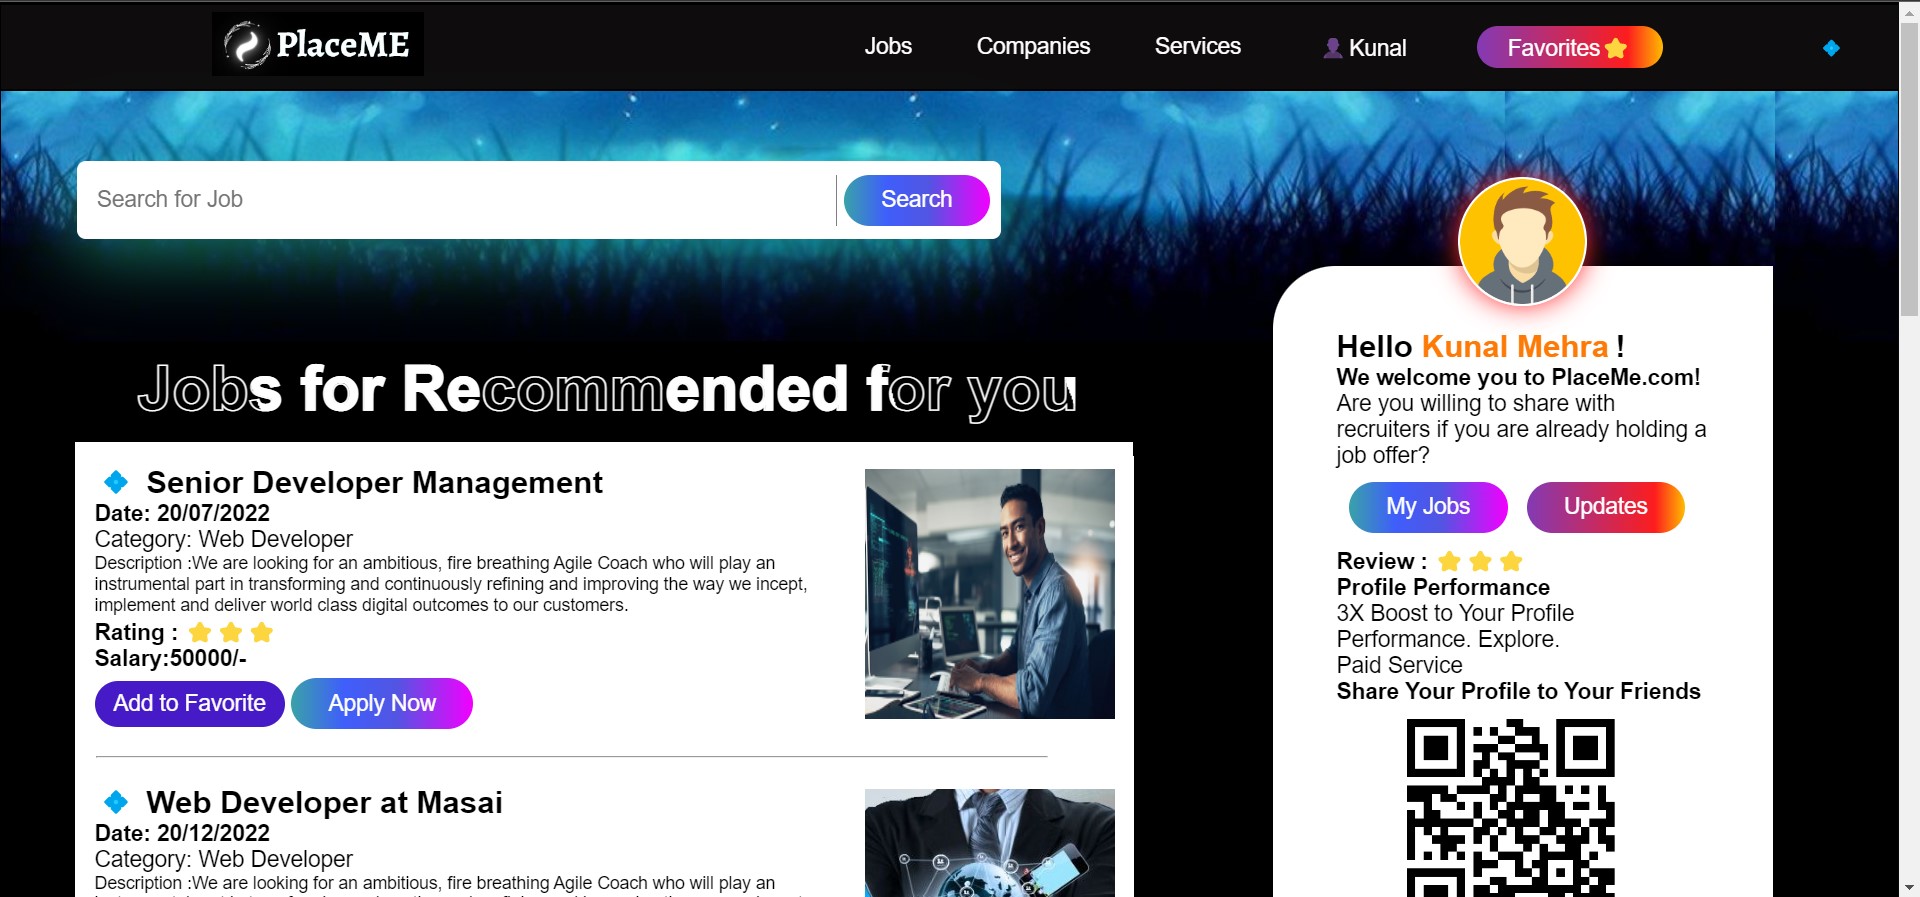 PlaceME
Jobs
Companies
Services
Kunal
Favorites
Search for Job
Search
Jobs for Recommended for you
Senior Developer Management
Date: 20/07/2022
Category: Web Developer
Description :We are looking for an ambitious, fire breathing Agile Coach who will play an
instrumental part in transforming and continuously refining and improving the way we incept,
implement and deliver world class digital outcomes to our customers.
Rating :
Salary:50000/-
Add to Favorite
Apply Now
Web Developer at Masai
Date: 20/12/2022
Category: Web Developer
Description :We are looking for an ambitious, fire breathing Agile Coach who will play an
Hello Kunal Mehra !
We welcome you to PlaceMe.com!
Are you willing to share with
recruiters if you are already holding a
job offer?
My Jobs
Updates
Review :
Profile Performance
3X Boost to Your Profile
Performance. Explore.
Paid Service
Share Your Profile to Your Friends